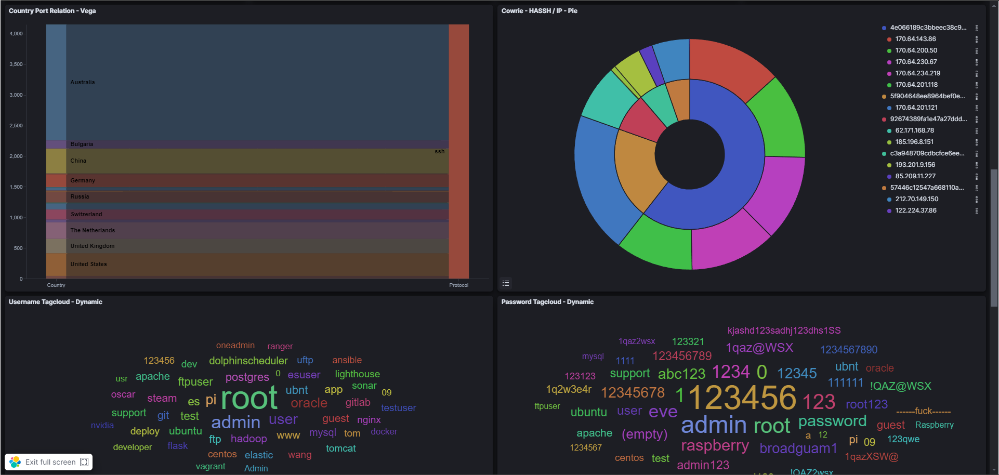 Country Port Relation - Vega
4,000
3,500
3,000
2,500
2,000
1,500
1,000
500
0
Australia
Bulgaria
China
Germany
Russia
Switzerland
The Netherlands
United Kingdom
United States
ssh
Country
Protocol
Cowrie - HASSH / IP - Pie
4e066189c3bbeec38c9...
170.64.143.86
170.64.200.50
170.64.230.67
170.64.234.219
170.64.201.118
5f904648ee8964bef0e...
170.64.201.121
92674389fa1e47a27ddd...
62.171.168.78
185.196.8.151
c3a948709cdbcfce6ee...
193.201.9.156
85.209.11.227
57446c12547a668110a...
212.70.149.150
122.224.37.86
Username Tagcloud - Dynamic
oneadmin ranger
123456 dev dolphinscheduler uftp ansible
usr apache ftpuser postgres 0 esuser lighthouse
oscar steam es pi root ubnt app sonar 09
oracle gitlab testuser
support git test admin user guest nginx
nvidia deploy ubuntu ftp hadoop www mysql tom docker
developer flask tomcat
centos elastic wang
vagrant Admin
Exit full screen
Password Tagcloud - Dynamic
kjashd123sadhj123dhs1SS
1qaz2wsx 123321 1qaz@WSX 1234567890
mysql 1111 123456789
123123 support abc123 1234 0 12345 ubnt oracle
1q2w3e4r 12345678 1 123456 111111 !QAZ@WSX
ftpuser 123 root123
ubuntu user eve ------fuck------
admin root password guest Raspberry
apache (empty) a 12
1234567 raspberry broadguam1 pi 09 123qwe
centos test admin123 1qazXSW@
!QAZ2wsx